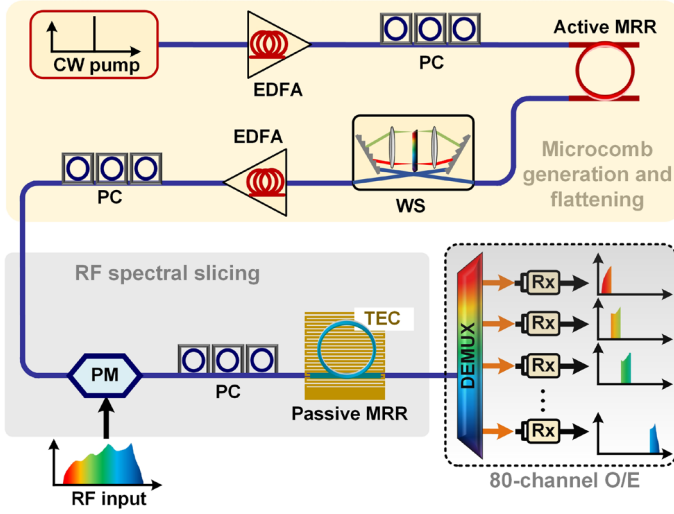 CW pump
EDFA
PC
Active MRR
EDFA
PC
WS
Microcomb
generation and
flattening
RF spectral slicing
PM
PC
TEC
Passive MRR
RF input
DEMUX
Rx
Rx
Rx
Rx
80-channel O/E